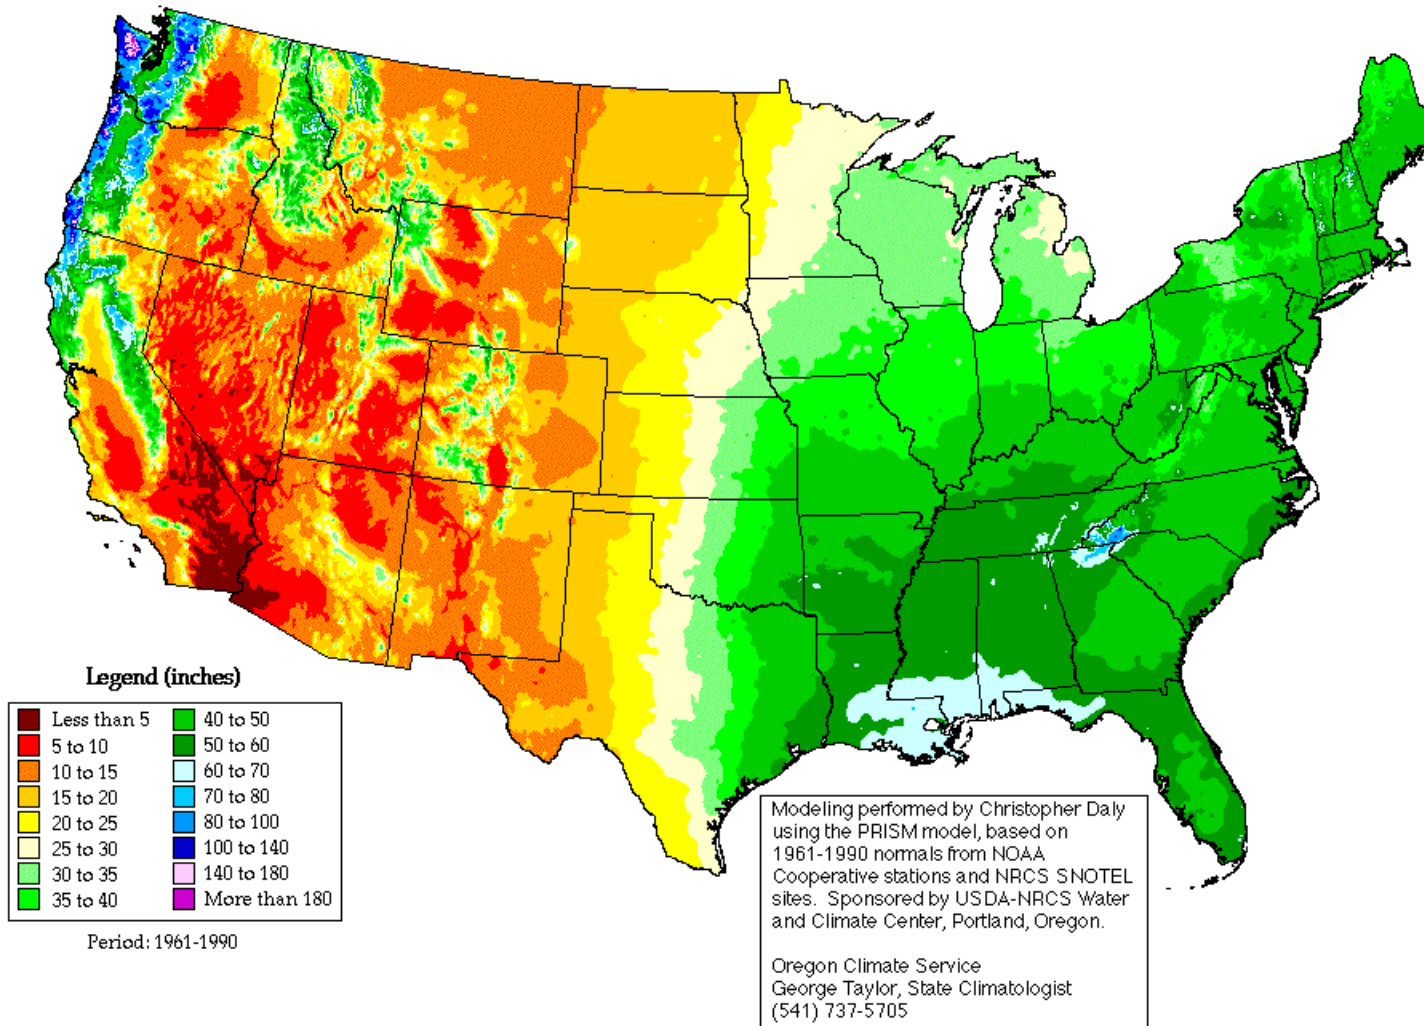 Legend (inches)
Less than 5
5 to 10
10 to 15
15 to 20
20 to 25
25 to 30
30 to 35
35 to 40
40 to 50
50 to 60
60 to 70
70 to 80
80 to 100
100 to 140
140 to 180
More than 180
Period: 1961-1990
Modeling performed by Christopher Daly
using the PRISM model, based on
1961-1990 normals from NOAA
Cooperative stations and NRCS SNOTEL
sites. Sponsored by USDA-NRCS Water
and Climate Center, Portland, Oregon.
Oregon Climate Service
George Taylor, State Climatologist
(541) 737-5705